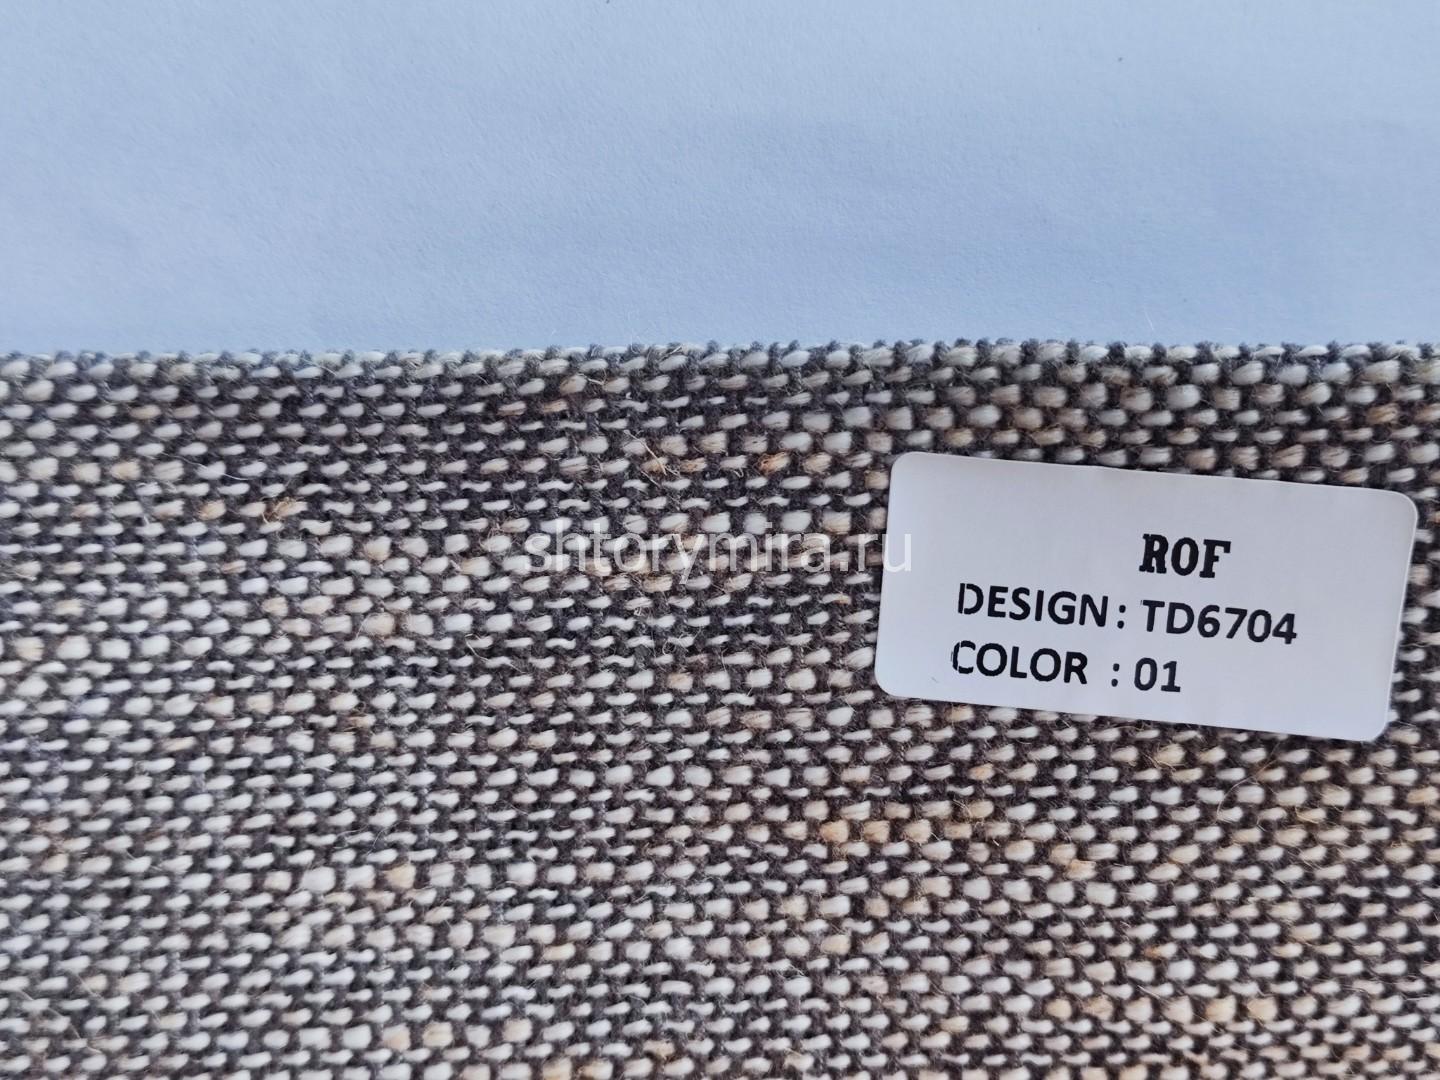 shtorymira.ru
ROF
DESIGN: TD6704
COLOR : 01